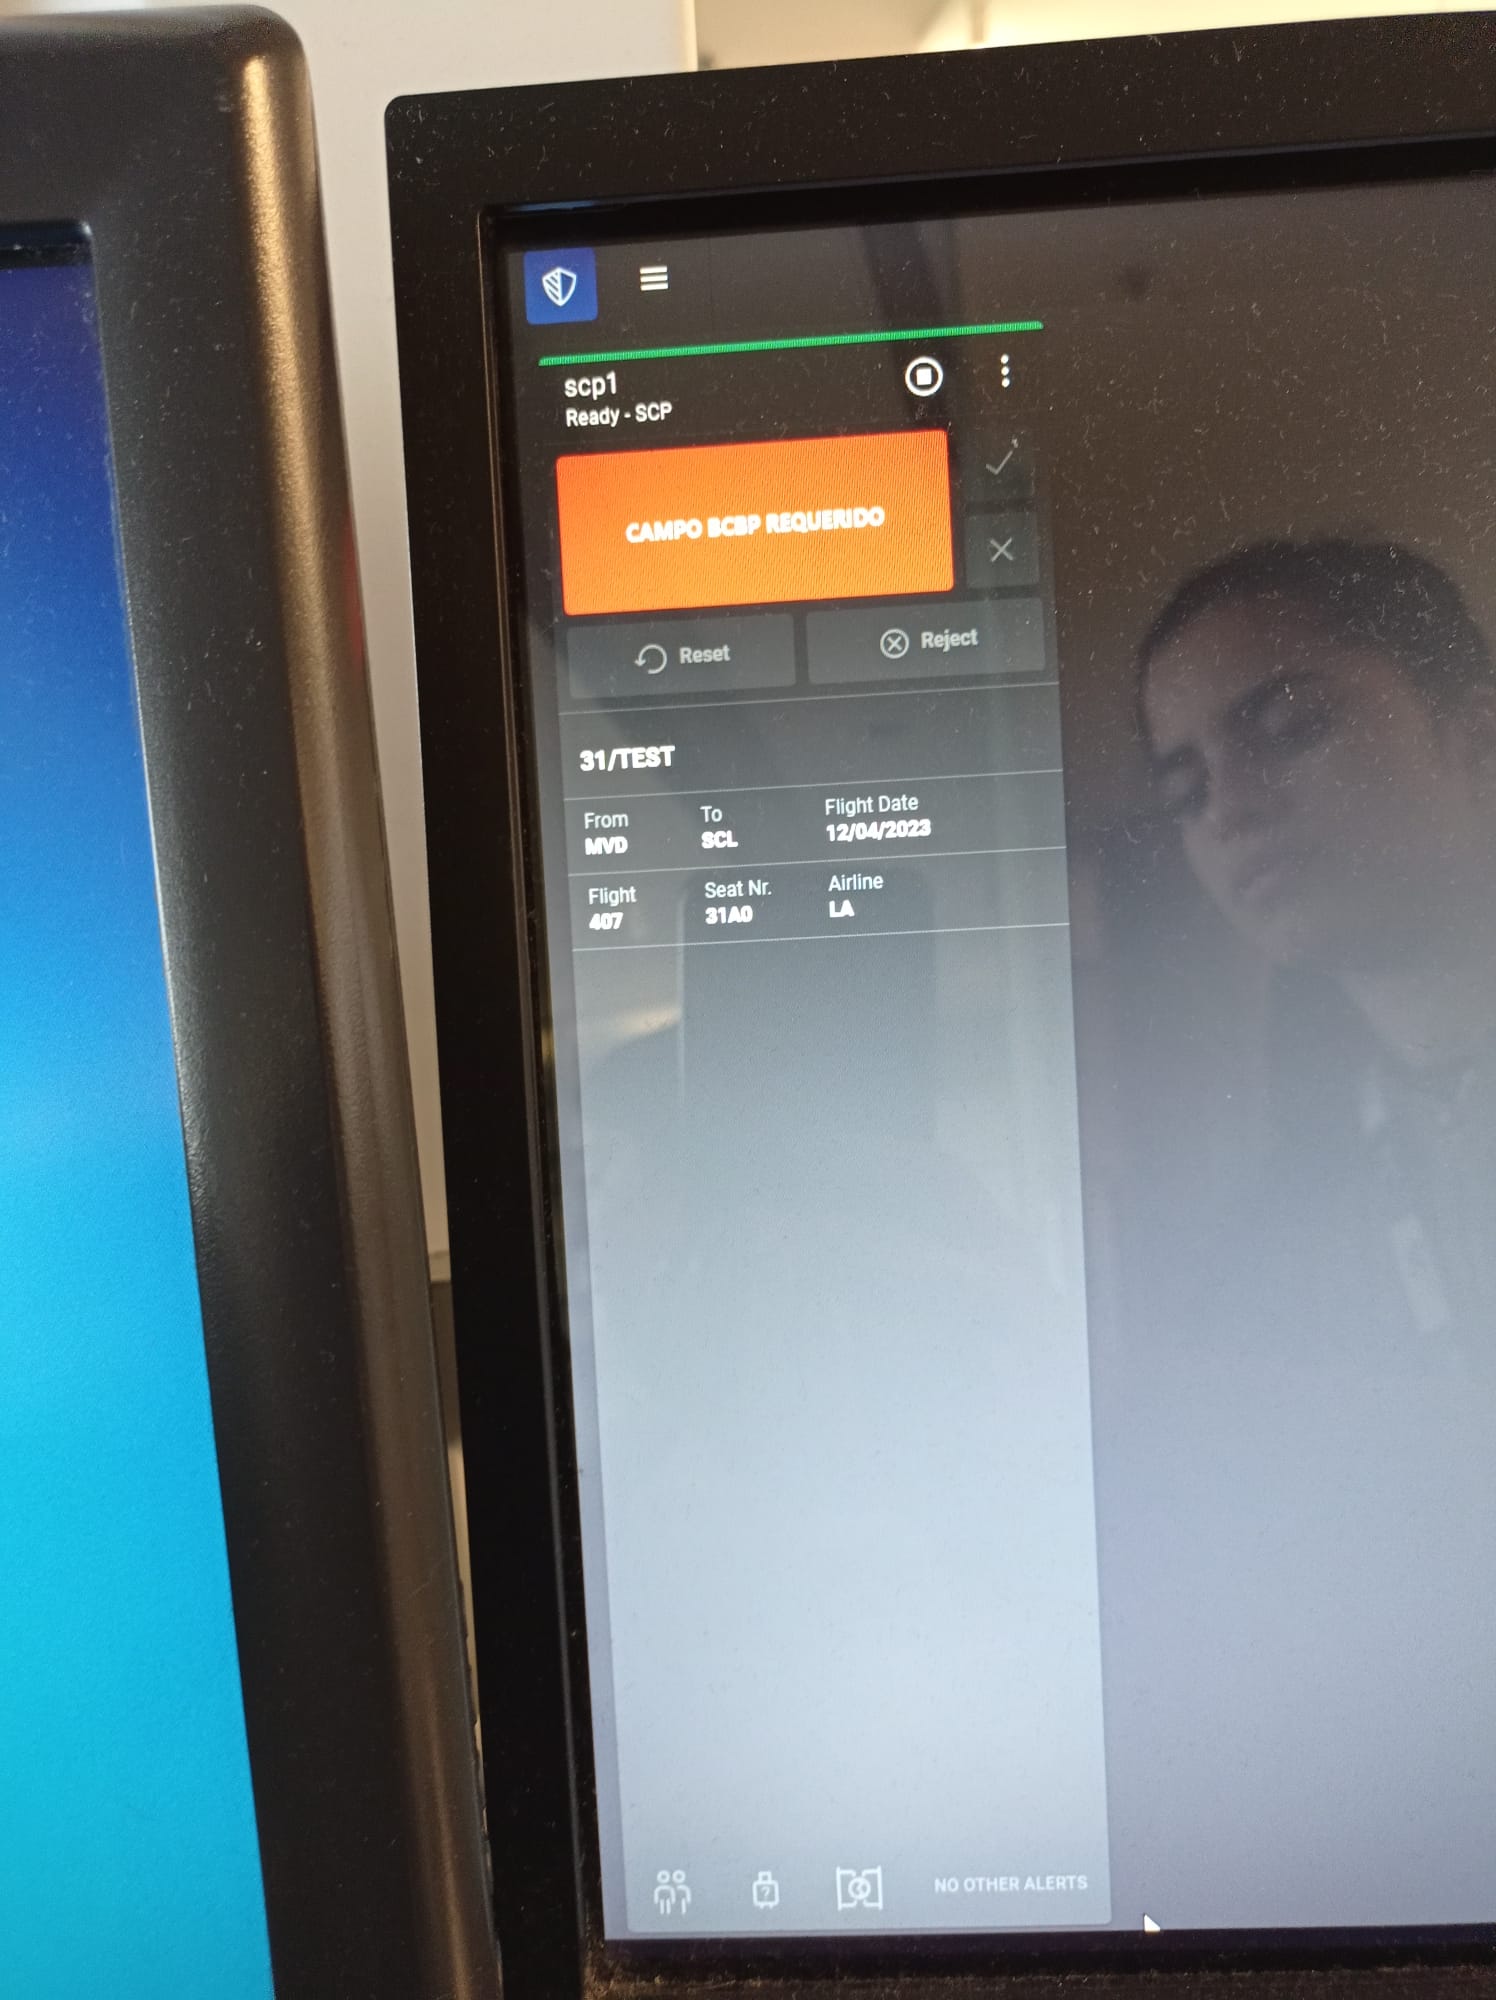 scp1
Ready - SCP
CAMPO BCBP REQUERIDO
Reset Reject
31/TEST
From To Flight Date
MVD SCL 12/04/2023
Flight Seat Nr. Airline
407 31A0 LA
NO OTHER ALERTS